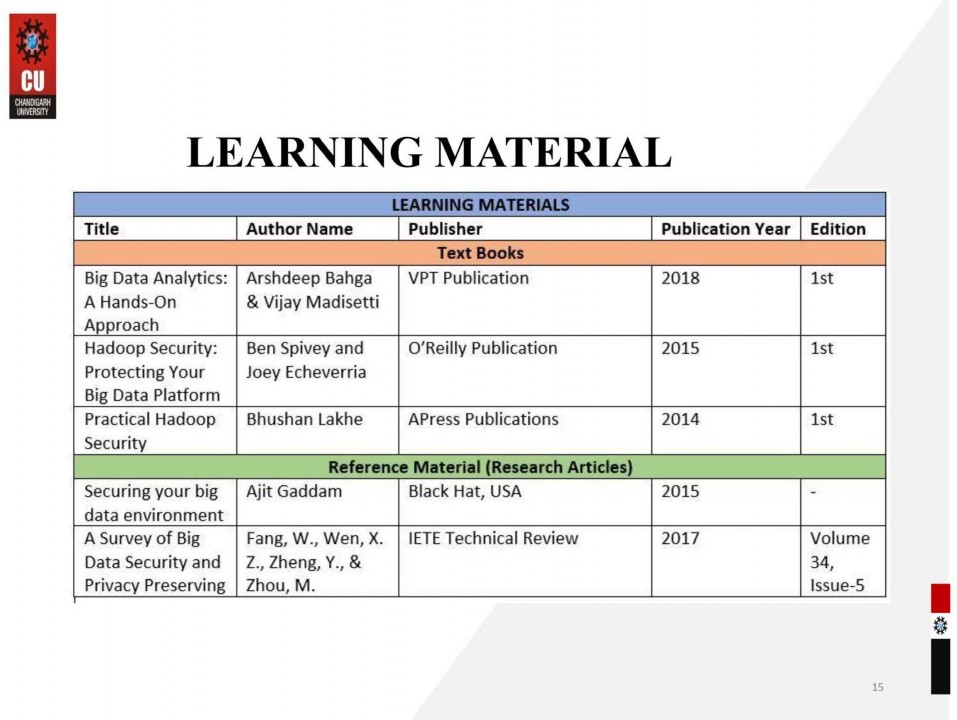 CU
CHANDIGARH
UNIVERSITY
LEARNING MATERIAL
LEARNING MATERIALS
Title Author Name Publisher Publication Year Edition
Text Books
Big Data Analytics: Arshdeep Bahga VPT Publication 2018 1st
A Hands-On & Vijay Madisetti
Approach
Hadoop Security: Ben Spivey and O’Reilly Publication 2015 1st
Protecting Your Joey Echeverria
Big Data Platform
Practical Hadoop Bhushan Lakhe APress Publications 2014 1st
Security
Reference Material (Research Articles)
Securing your big Ajit Gaddam Black Hat, USA 2015 -
data environment
A Survey of Big Fang, W., Wen, X. IETE Technical Review 2017 Volume
Data Security and Z., Zheng, Y., & 34,
Privacy Preserving Zhou, M. Issue-5
15